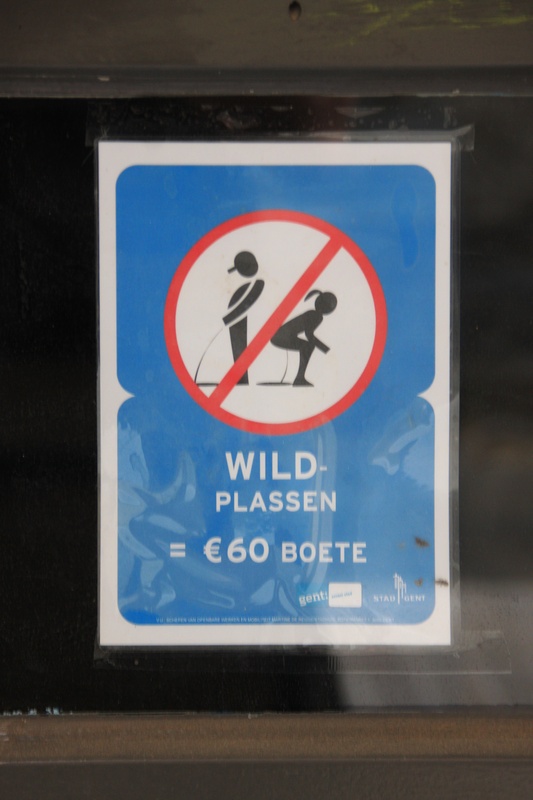 WILD-
PLASSEN
= €60 BOETE
gent:
STAD GENT